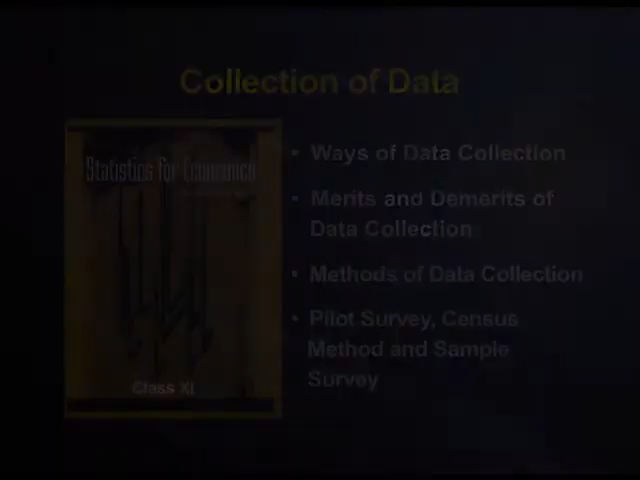 Collection of Data
Statistics for Economics
Class XI
• Ways of Data Collection
• Merits and Demerits of
Data Collection
• Methods of Data Collection
• Pilot Survey, Census
Method and Sample
Survey